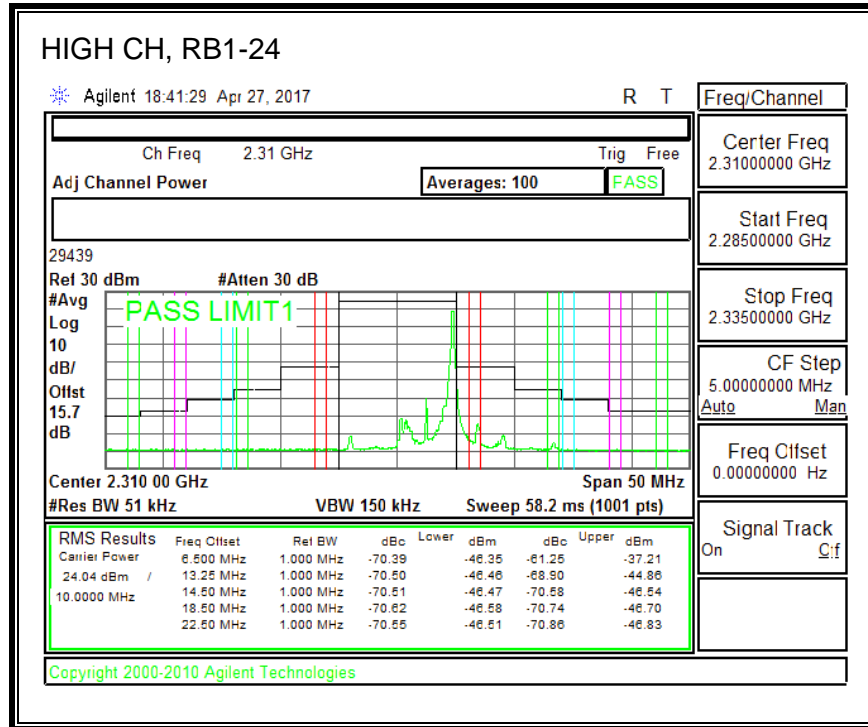 HIGH CH, RB1-24
Agilent 18:41:29 Apr 27, 2017 R T
Freq/Channel
Ch Freq 2.31 GHz Trig Free
Adj Channel Power Averages: 100 PASS
Center Freq
2.31000000 GHz
Start Freq
2.28500000 GHz
29439
Ref 30 dBm #Atten 30 dB
#Avg
Log
10
dB/
Offst
15.7
dB
PASS LIMIT1
Stop Freq
2.33500000 GHz
CF Step
5.00000000 MHz
Auto Man
Freq Offset
0.00000000 Hz
Center 2.310 00 GHz Span 50 MHz
#Res BW 51 kHz VBW 150 kHz Sweep 58.2 ms (1001 pts)
Signal Track
On Off
RMS Results Freq Offset Ref BW dBc Lower dBm dBc Upper dBm
Carrier Power 6.500 MHz 1.000 MHz -70.39 -46.35 -61.25 -37.21
24.04 dBm / 13.25 MHz 1.000 MHz -70.50 -46.46 -68.90 -44.86
10.0000 MHz 14.50 MHz 1.000 MHz -70.51 -46.47 -70.58 -46.54
18.50 MHz 1.000 MHz -70.62 -46.58 -70.74 -46.70
22.50 MHz 1.000 MHz -70.55 -46.51 -70.86 -46.83
Copyright 2000-2010 Agilent Technologies